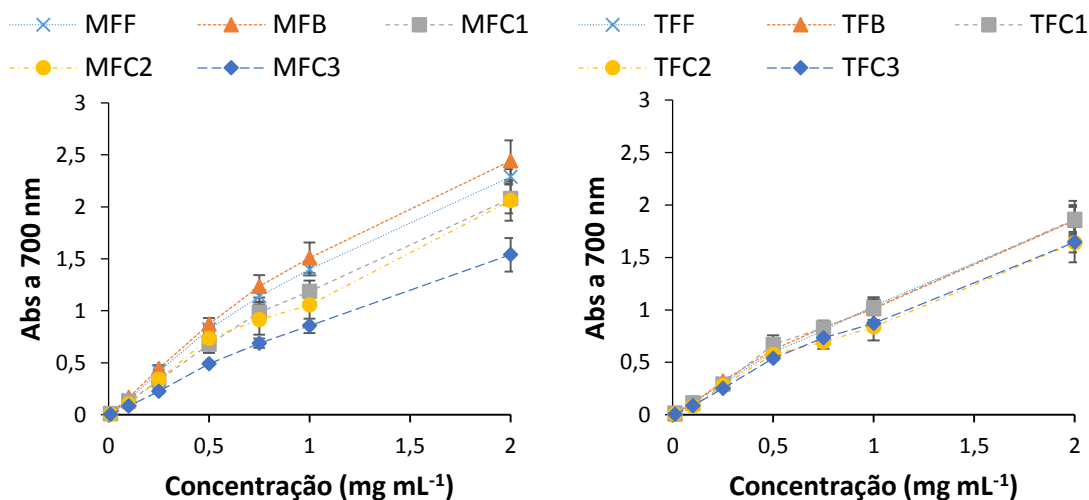 MFF MFB MFC1
MFC2 MFC3
3
2,5
2
1,5
1
0,5
0
0 0,5 1 1,5 2
Abs a 700 nm
Concentração (mg mL⁻¹)
TFF TFB TFC1
TFC2 TFC3
3
2,5
2
1,5
1
0,5
0
0 0,5 1 1,5 2
Abs a 700 nm
Concentração (mg mL⁻¹)